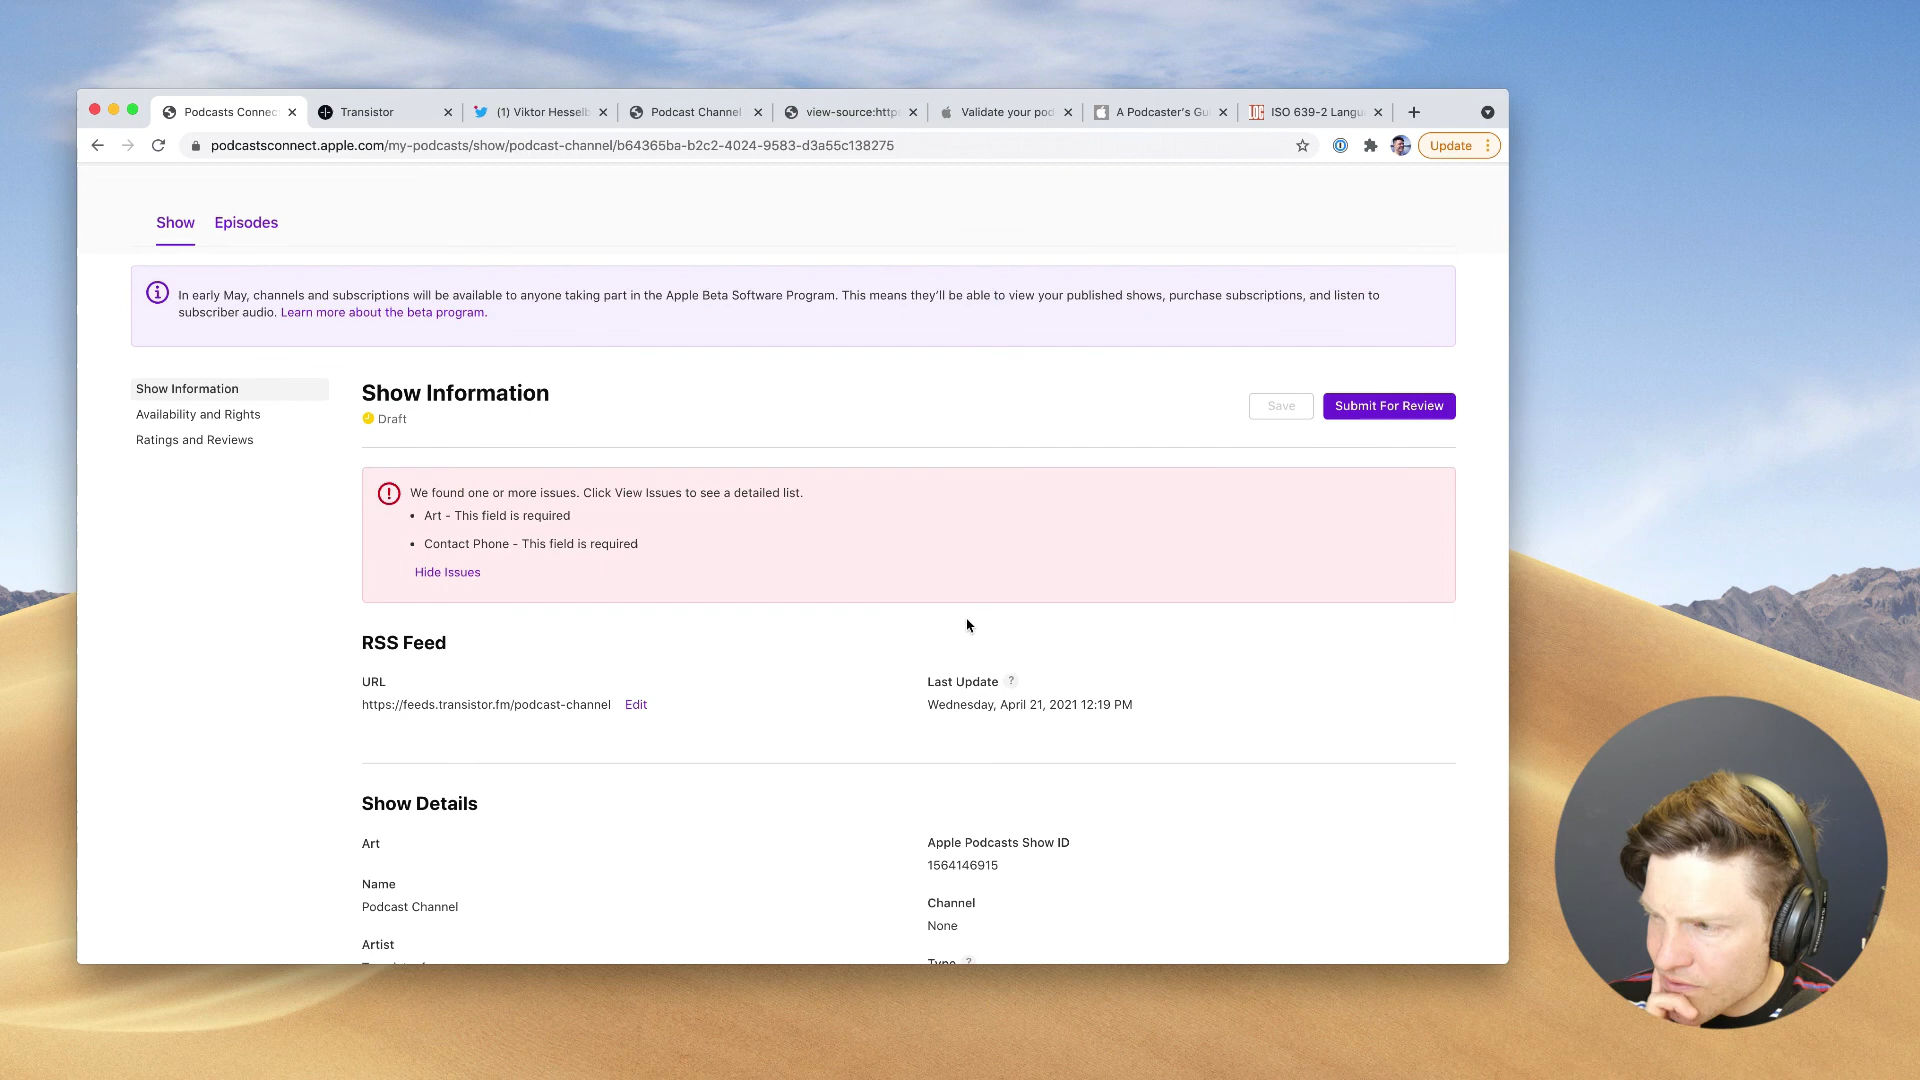 Podcasts Connec
Transistor
(1) Viktor Hesselb
Podcast Channel
view-source:http
Validate your pod
A Podcaster's Gu
ISO 639-2 Langu
podcastsconnect.apple.com/my-podcasts/show/podcast-channel/b64365ba-b2c2-4024-9583-d3a55c138275
Update
Show
Episodes
In early May, channels and subscriptions will be available to anyone taking part in the Apple Beta Software Program. This means they'll be able to view your published shows, purchase subscriptions, and listen to
subscriber audio. Learn more about the beta program.
Show Information
Availability and Rights
Ratings and Reviews
Show Information
Draft
Save
Submit For Review
We found one or more issues. Click View Issues to see a detailed list.
• Art - This field is required
• Contact Phone - This field is required
Hide Issues
RSS Feed
URL
https://feeds.transistor.fm/podcast-channel Edit
Last Update ?
Wednesday, April 21, 2021 12:19 PM
Show Details
Art
Name
Podcast Channel
Artist
Apple Podcasts Show ID
1564146915
Channel
None
Type ?